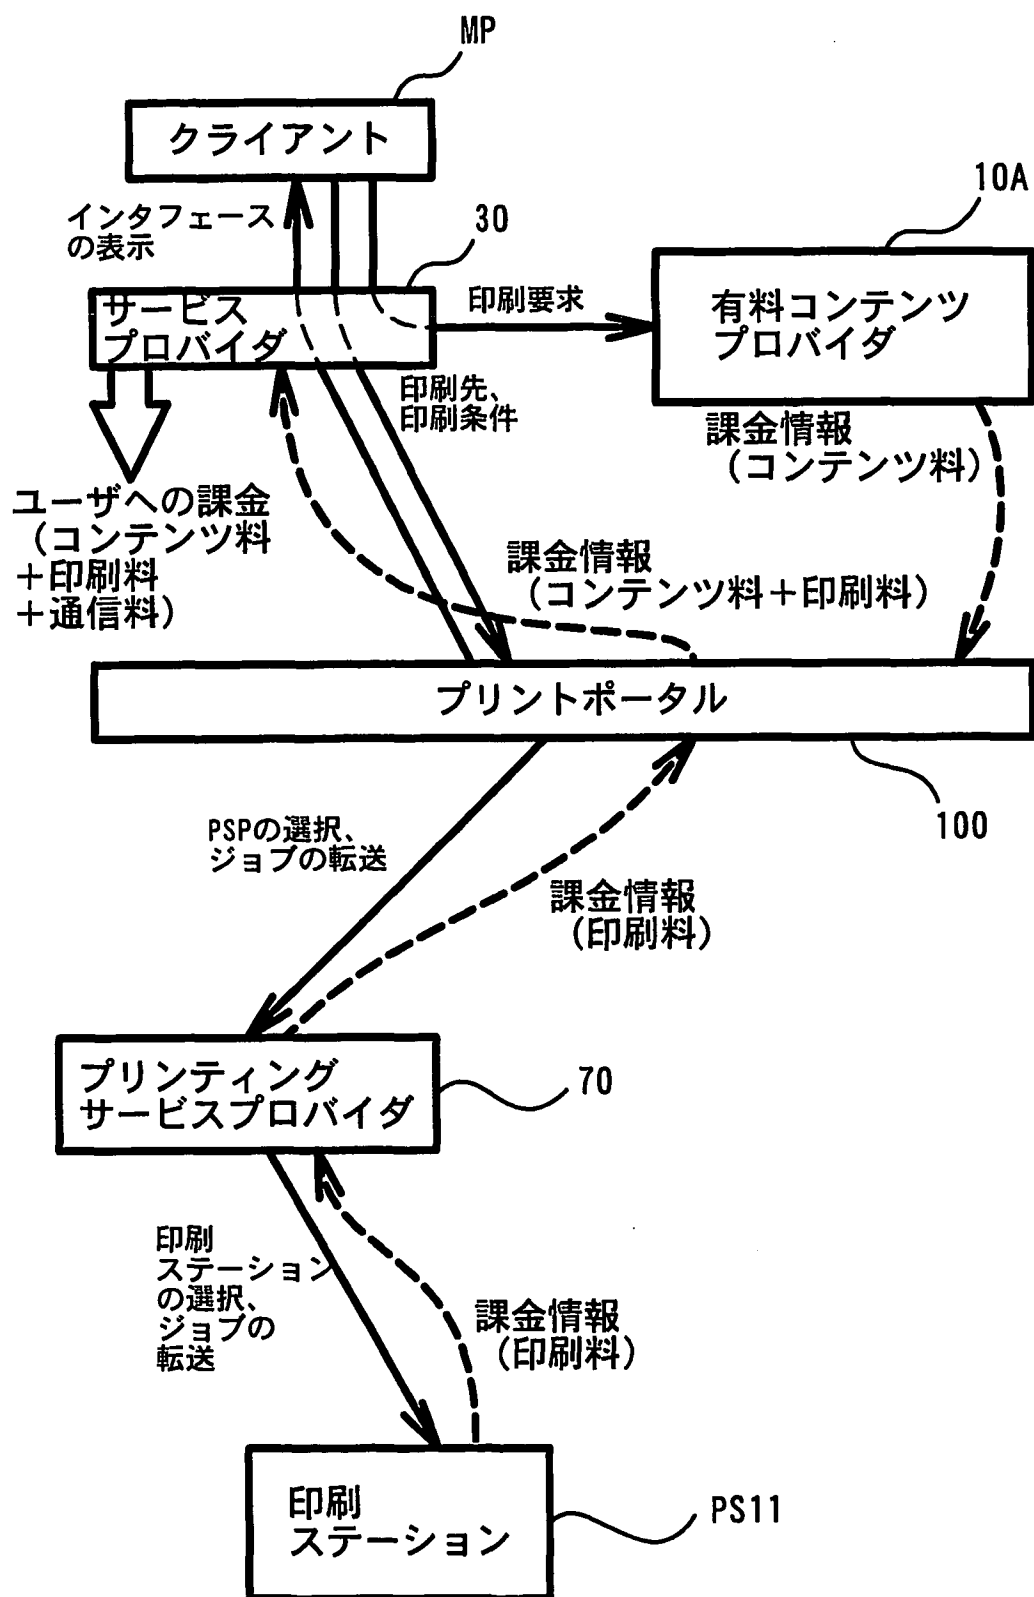 MP
クライアント
10A
インタフェース
の表示
30
サービス
プロバイダ
印刷要求
有料コンテンツ
プロバイダ
印刷先、
印刷条件
課金情報
（コンテンツ料）
ユーザへの課金
（コンテンツ料
＋印刷料
＋通信料）
課金情報
（コンテンツ料＋印刷料）
プリントポータル
100
PSPの選択、
ジョブの転送
課金情報
（印刷料）
プリンティング
サービスプロバイダ
70
印刷
ステーション
の選択、
ジョブの
転送
課金情報
（印刷料）
印刷
ステーション
PS11